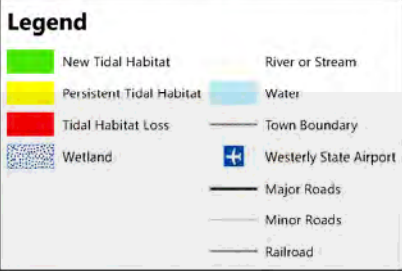 Legend
New Tidal Habitat
Persistent Tidal Habitat
Tidal Habitat Loss
Wetland
River or Stream
Water
Town Boundary
Westerly State Airport
Major Roads
Minor Roads
Railroad